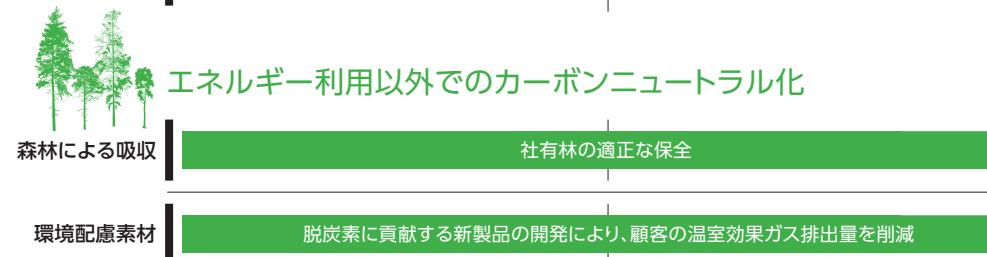 エネルギー利用以外でのカーボンニュートラル化
森林による吸収
社有林の適正な保全
環境配慮素材
脱炭素に貢献する新製品の開発により、顧客の温室効果ガス排出量を削減